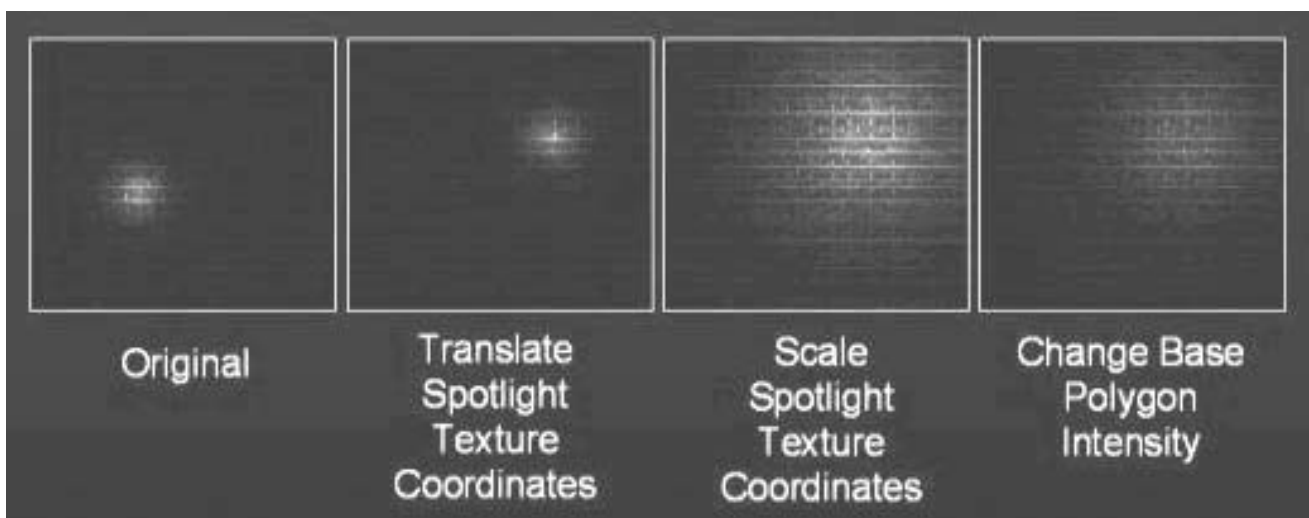 Original
Translate
Spotlight
Texture
Coordinates
Scale
Spotlight
Texture
Coordinates
Change Base
Polygon
Intensity